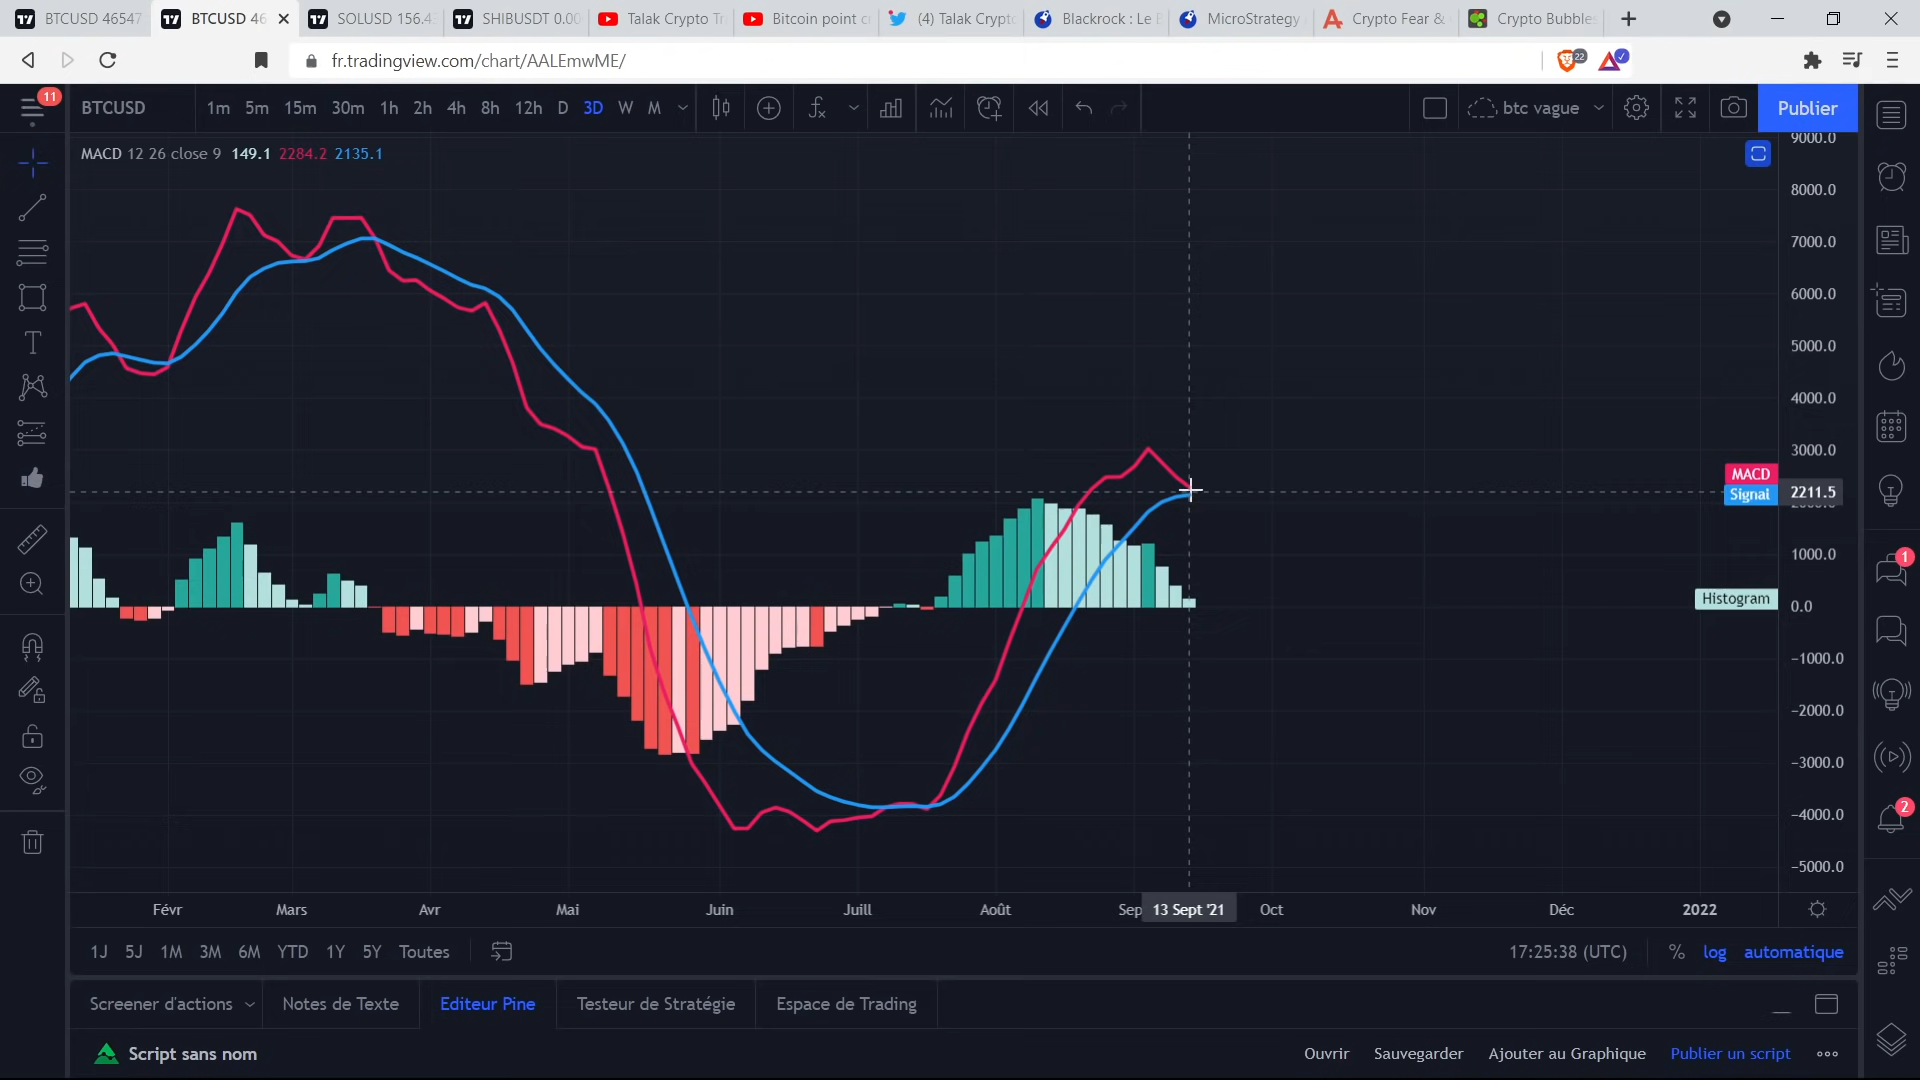 BTCUSD 46547
BTCUSD 46
SOLUSD 156.4
SHIBUSDT 0.00
Talak Crypto Tr
Bitcoin point c
(4) Talak Crypt
Blackrock : Le B
MicroStrategy
Crypto Fear &
Crypto Bubbles
fr.tradingview.com/chart/AALEmwME/
22
11
BTCUSD
1m 5m 15m 30m 1h 2h 4h 8h 12h D 3D W M
btc vague
Publier
MACD 12 26 close 9 149.1 2284.2 2135.1
9000.0
8000.0
7000.0
6000.0
5000.0
4000.0
3000.0
MACD
Signal 2211.5
1000.0
Histogram
0.0
−1000.0
−2000.0
−3000.0
−4000.0
−5000.0
1
2
Févr Mars Avr Mai Juin Juill Août Sep 13 Sept '21 Oct Nov Déc 2022
1J 5J 1M 3M 6M YTD 1Y 5Y Toutes
17:25:38 (UTC) % log automatique
Screener d'actions Notes de Texte Editeur Pine Testeur de Stratégie Espace de Trading
Script sans nom
Ouvrir Sauvegarder Ajouter au Graphique Publier un script